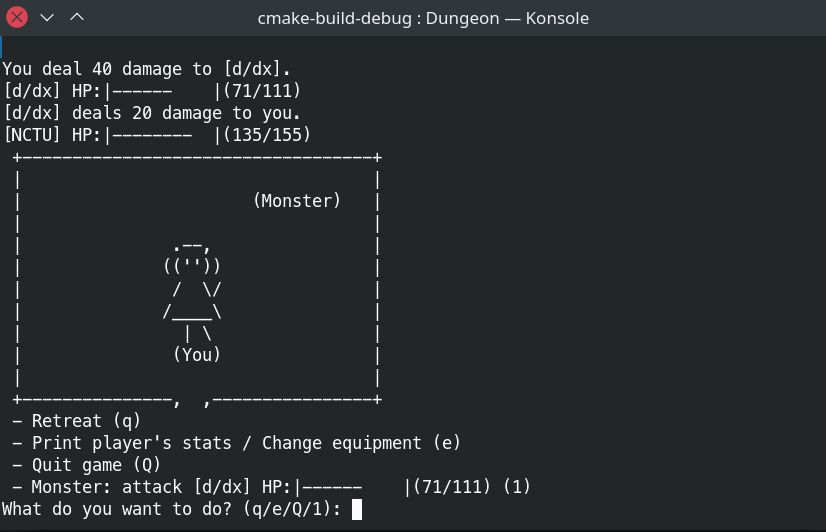 cmake-build-debug : Dungeon — Konsole
You deal 40 damage to [d/dx].
[d/dx] HP:|------    |(71/111)
[d/dx] deals 20 damage to you.
[NCTU] HP:|--------  |(135/155)
 +-----------------------------------+
 |                                   |
 |                       (Monster)   |
 |                                   |
 |               .--,                |
 |              ((''))               |
 |               /  \/               |
 |              /____\               |
 |                | \                |
 |               (You)               |
 |                                   |
 +---------------,  ,----------------+
 - Retreat (q)
 - Print player's stats / Change equipment (e)
 - Quit game (Q)
 - Monster: attack [d/dx] HP:|------    |(71/111) (1)
What do you want to do? (q/e/Q/1):